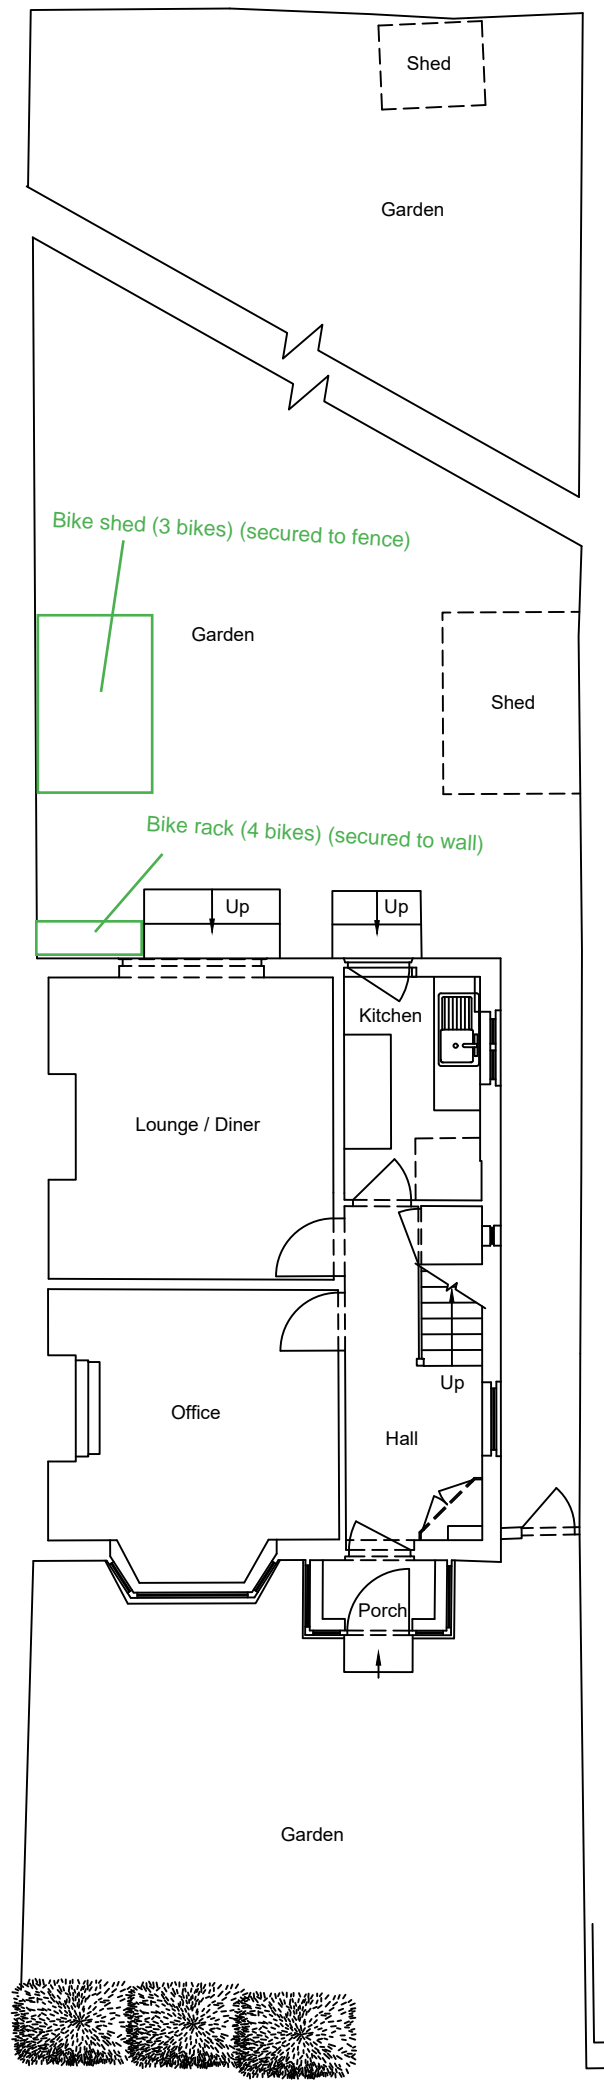 Shed
Garden
Bike shed (3 bikes) (secured to fence)
Garden
Shed
Bike rack (4 bikes) (secured to wall)
Up
Up
Kitchen
Lounge / Diner
Up
Office
Hall
Porch
Garden